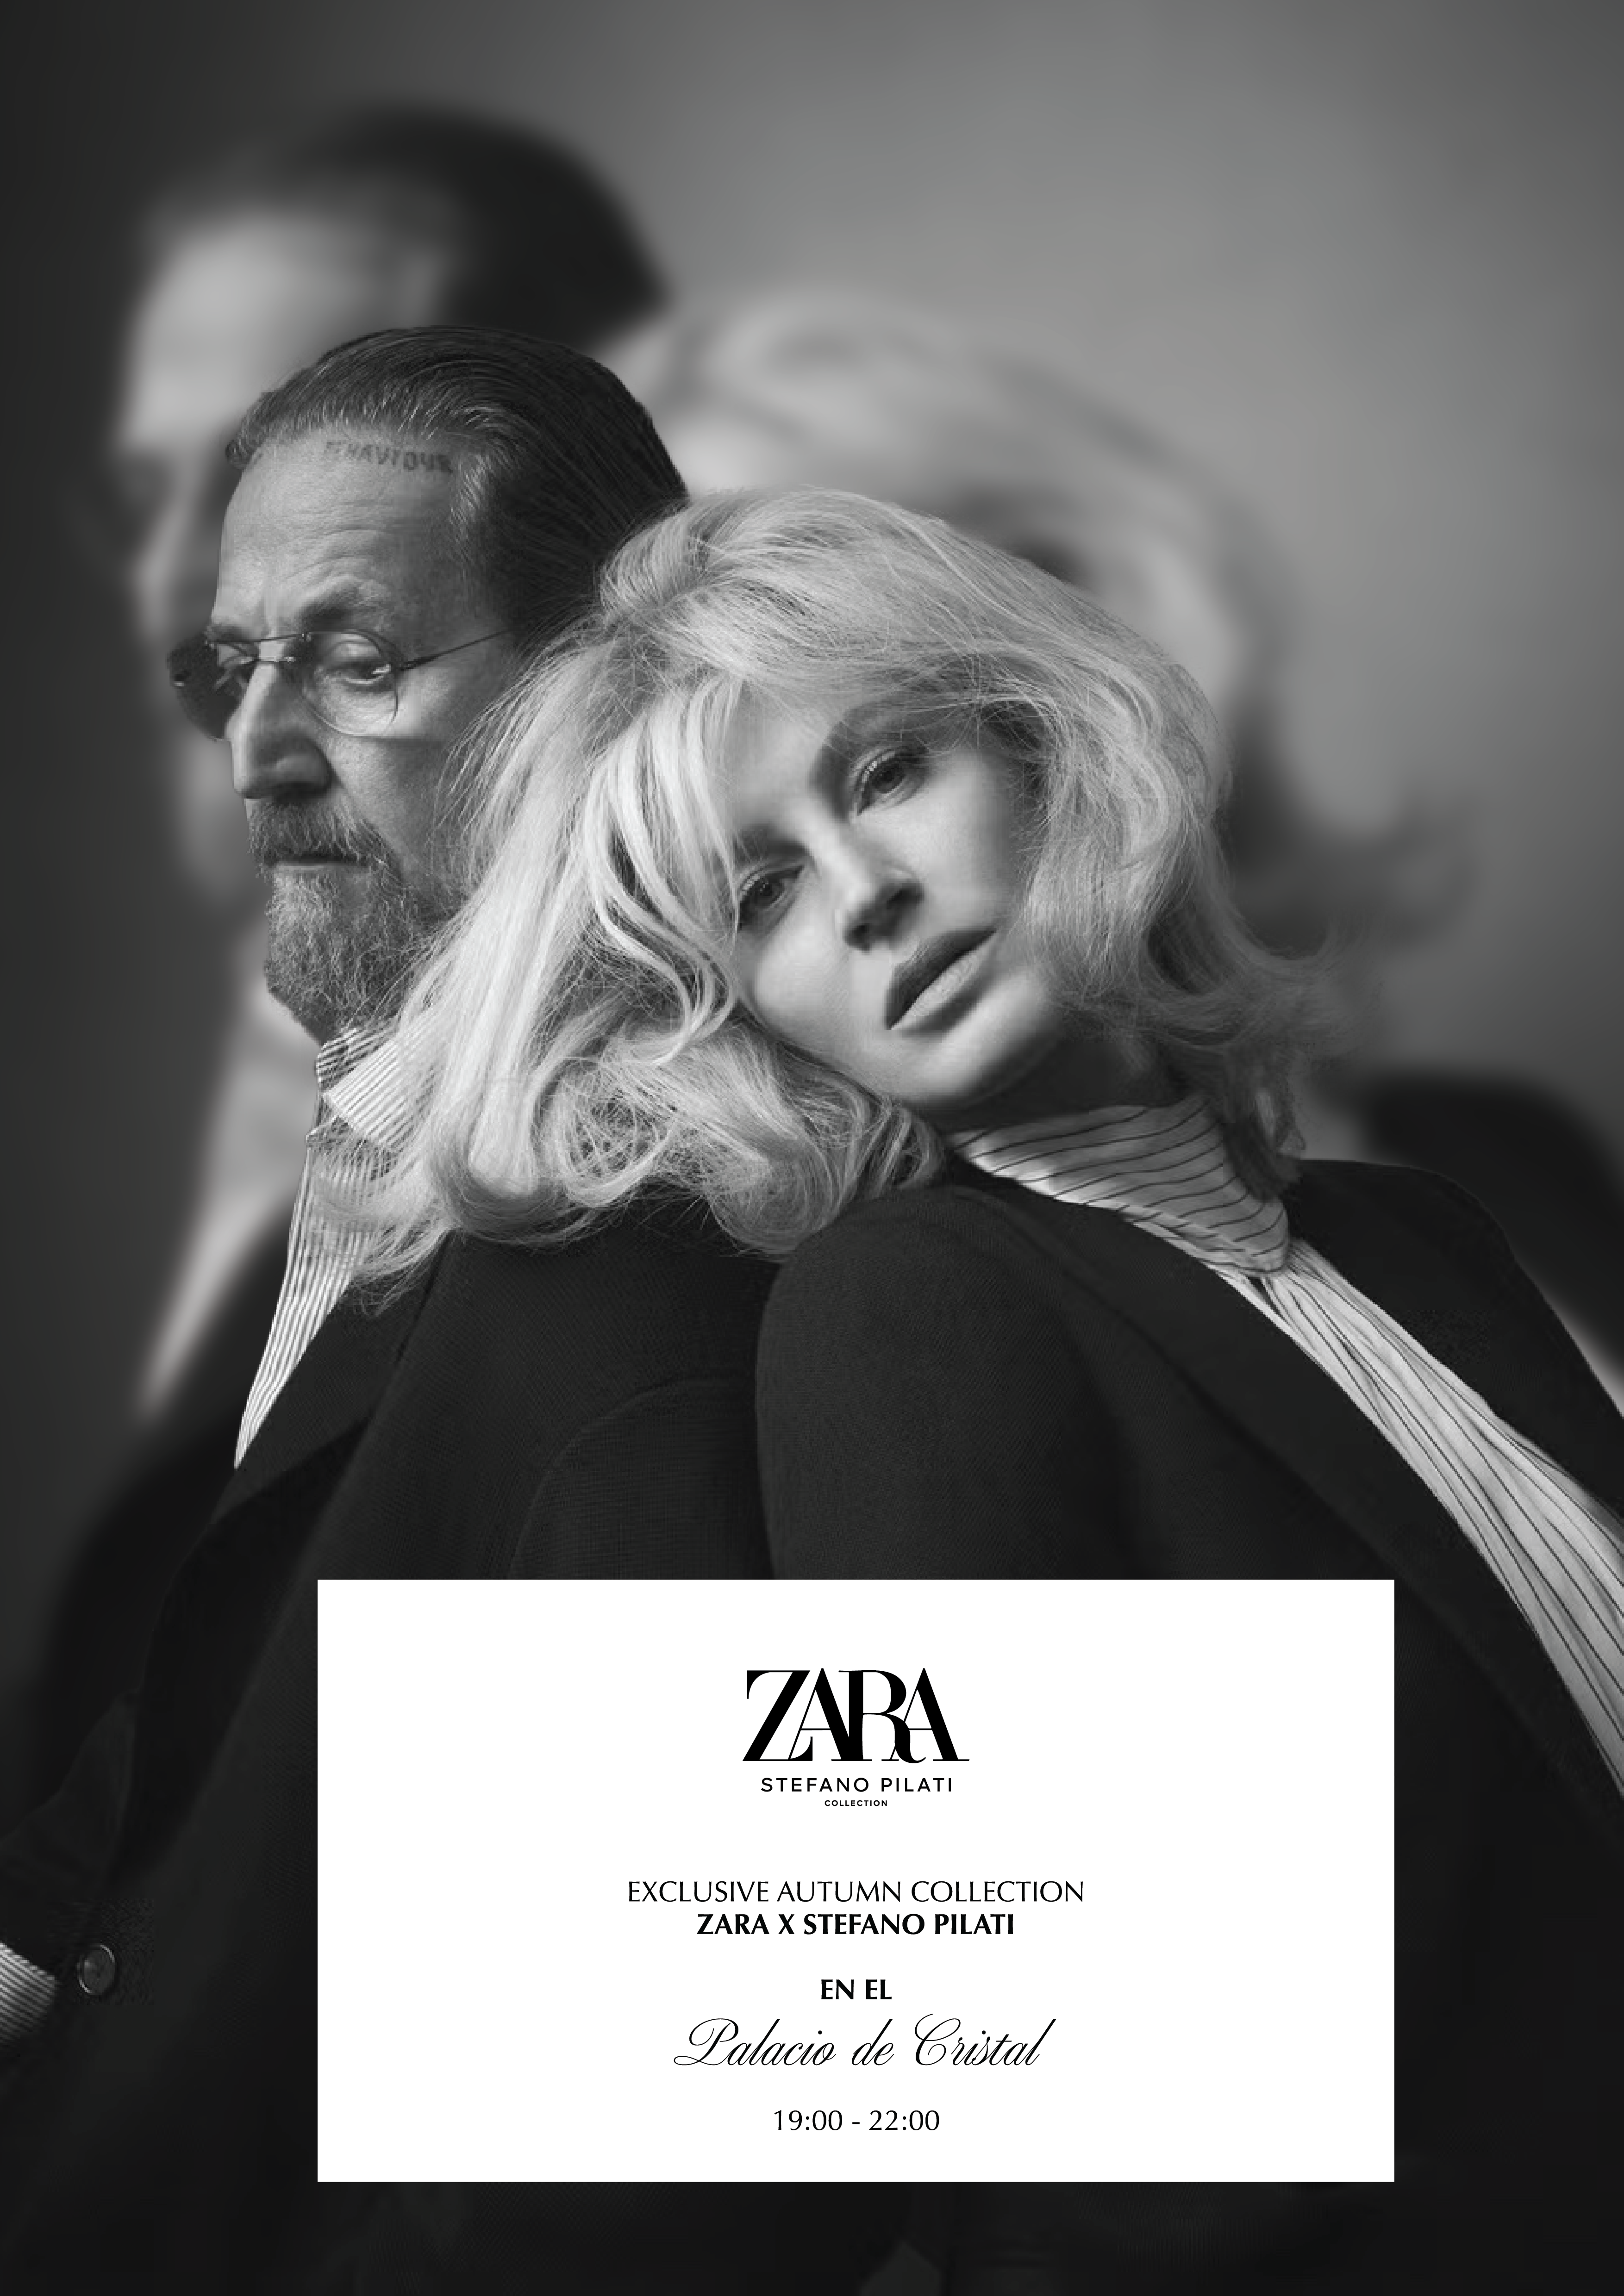 ZARA
STEFANO PILATI
COLLECTION
EXCLUSIVE AUTUMN COLLECTION
ZARA X STEFANO PILATI
EN EL
Palacio de Cristal
19:00 - 22:00